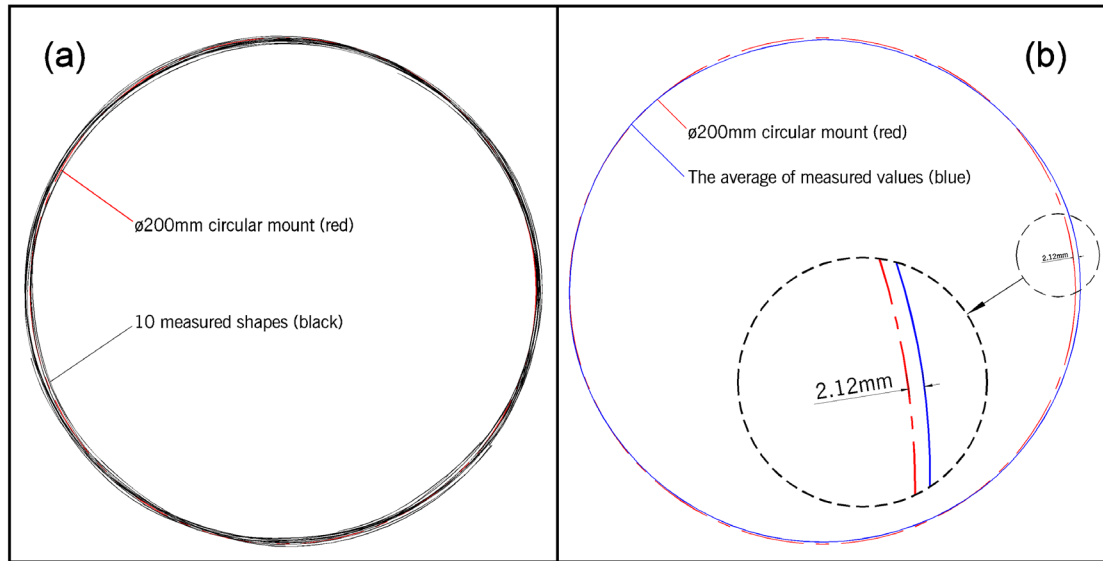 (a)
ø200mm circular mount (red)
10 measured shapes (black)
(b)
ø200mm circular mount (red)
The average of measured values (blue)
2.12mm
2.12mm